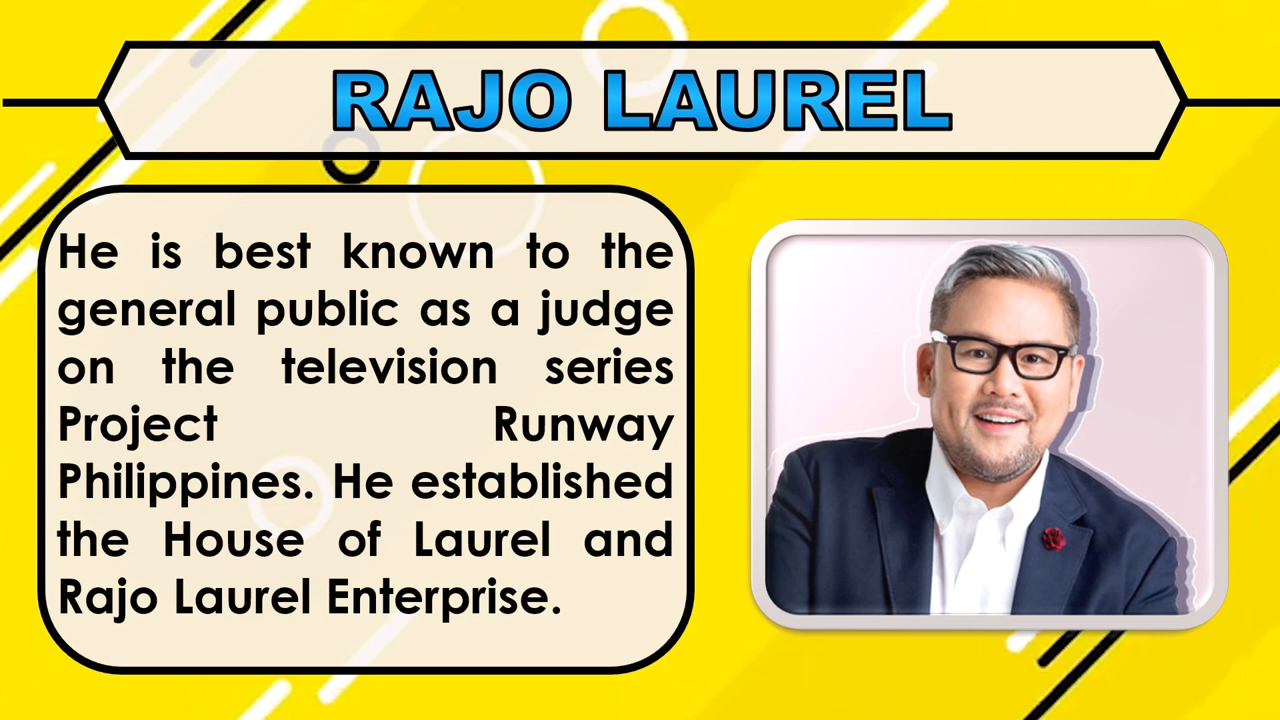 RAJO LAUREL
He is best known to the
general public as a judge
on the television series
Project Runway
Philippines. He established
the House of Laurel and
Rajo Laurel Enterprise.